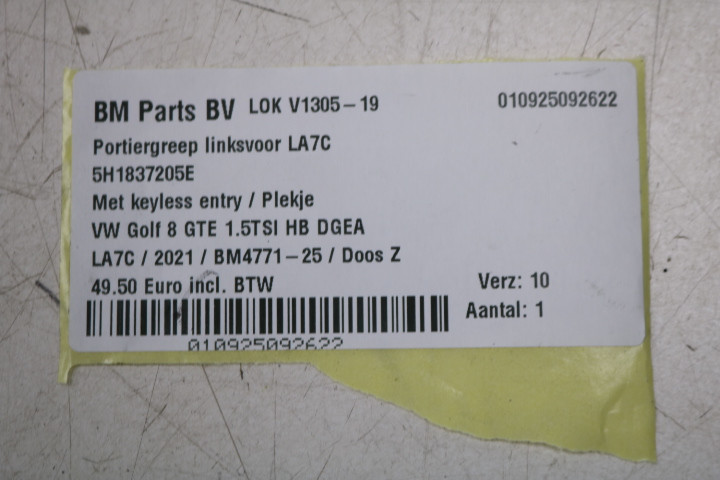 BM Parts BV LOK V1305-19 010925092622
Portiergreep linksvoor LA7C
5H1837205E
Met keyless entry / Plekje
VW Golf 8 GTE 1.5TSI HB DGEA
LA7C / 2021 / BM4771-25 / Doos Z
49.50 Euro incl. BTW Verz: 10
Aantal: 1
010925092622